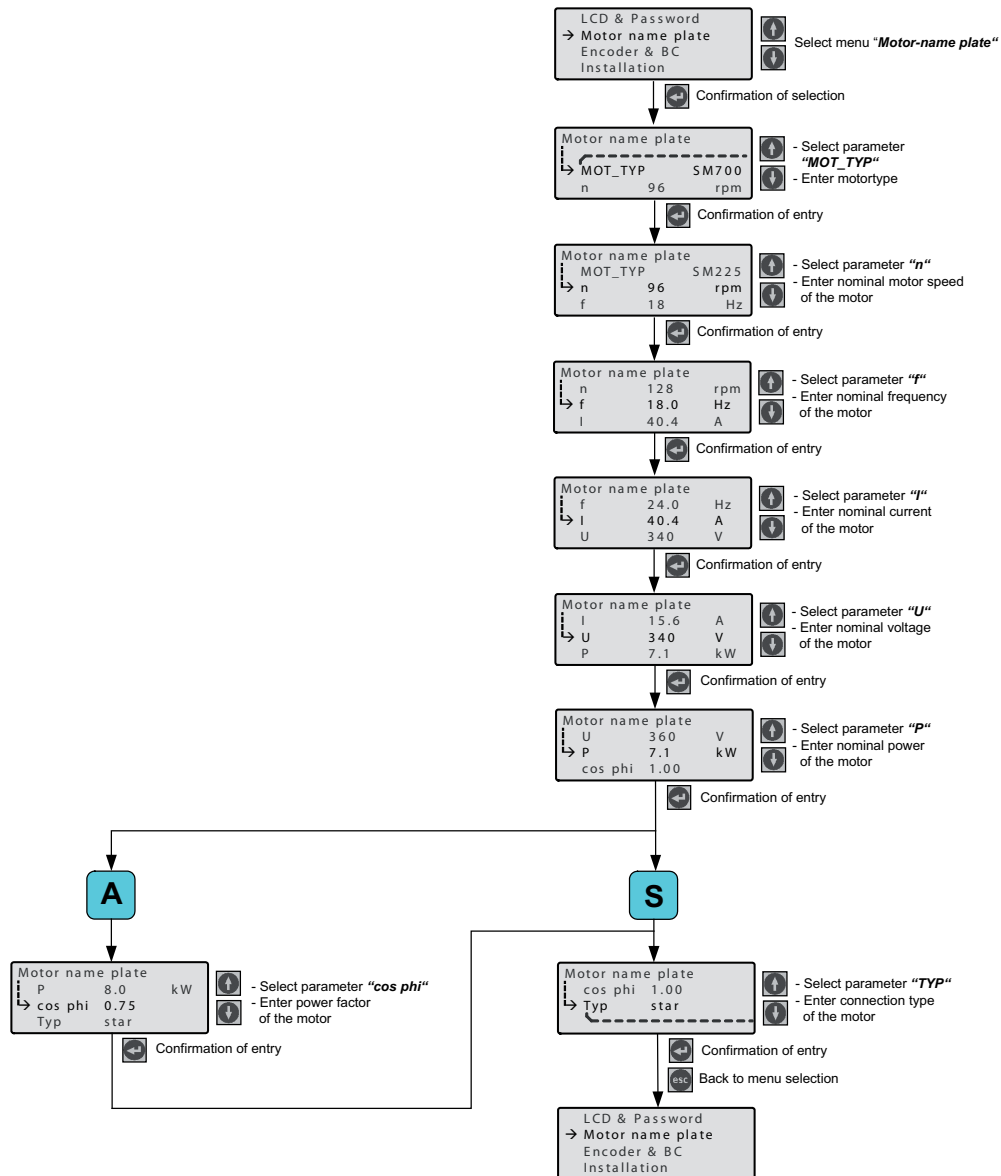 LCD & Password
→ Motor name plate
Encoder & BC
Installation
Select menu “Motor-name plate“
Confirmation of selection
Motor name plate
MOT_TYP SM700
n 96 rpm
- Select parameter
“MOT_TYP“
- Enter motortype
Confirmation of entry
Motor name plate
MOT_TYP SM225
n 96 rpm
f 18 Hz
- Select parameter “n“
- Enter nominal motor speed
of the motor
Confirmation of entry
Motor name plate
n 128 rpm
f 18.0 Hz
I 40.4 A
- Select parameter “f“
- Enter nominal frequency
of the motor
Confirmation of entry
Motor name plate
f 24.0 Hz
I 40.4 A
U 340 V
- Select parameter “I“
- Enter nominal current
of the motor
Confirmation of entry
Motor name plate
I 15.6 A
U 340 V
P 7.1 kW
- Select parameter “U“
- Enter nominal voltage
of the motor
Confirmation of entry
Motor name plate
U 360 V
P 7.1 kW
cos phi 1.00
- Select parameter “P“
- Enter nominal power
of the motor
Confirmation of entry
A
S
Motor name plate
P 8.0 kW
cos phi 0.75
Typ star
- Select parameter “cos phi“
- Enter power factor
of the motor
Confirmation of entry
Motor name plate
cos phi 1.00
Typ star
- Select parameter “TYP“
- Enter connection type
of the motor
Confirmation of entry
esc Back to menu selection
LCD & Password
→ Motor name plate
Encoder & BC
Installation